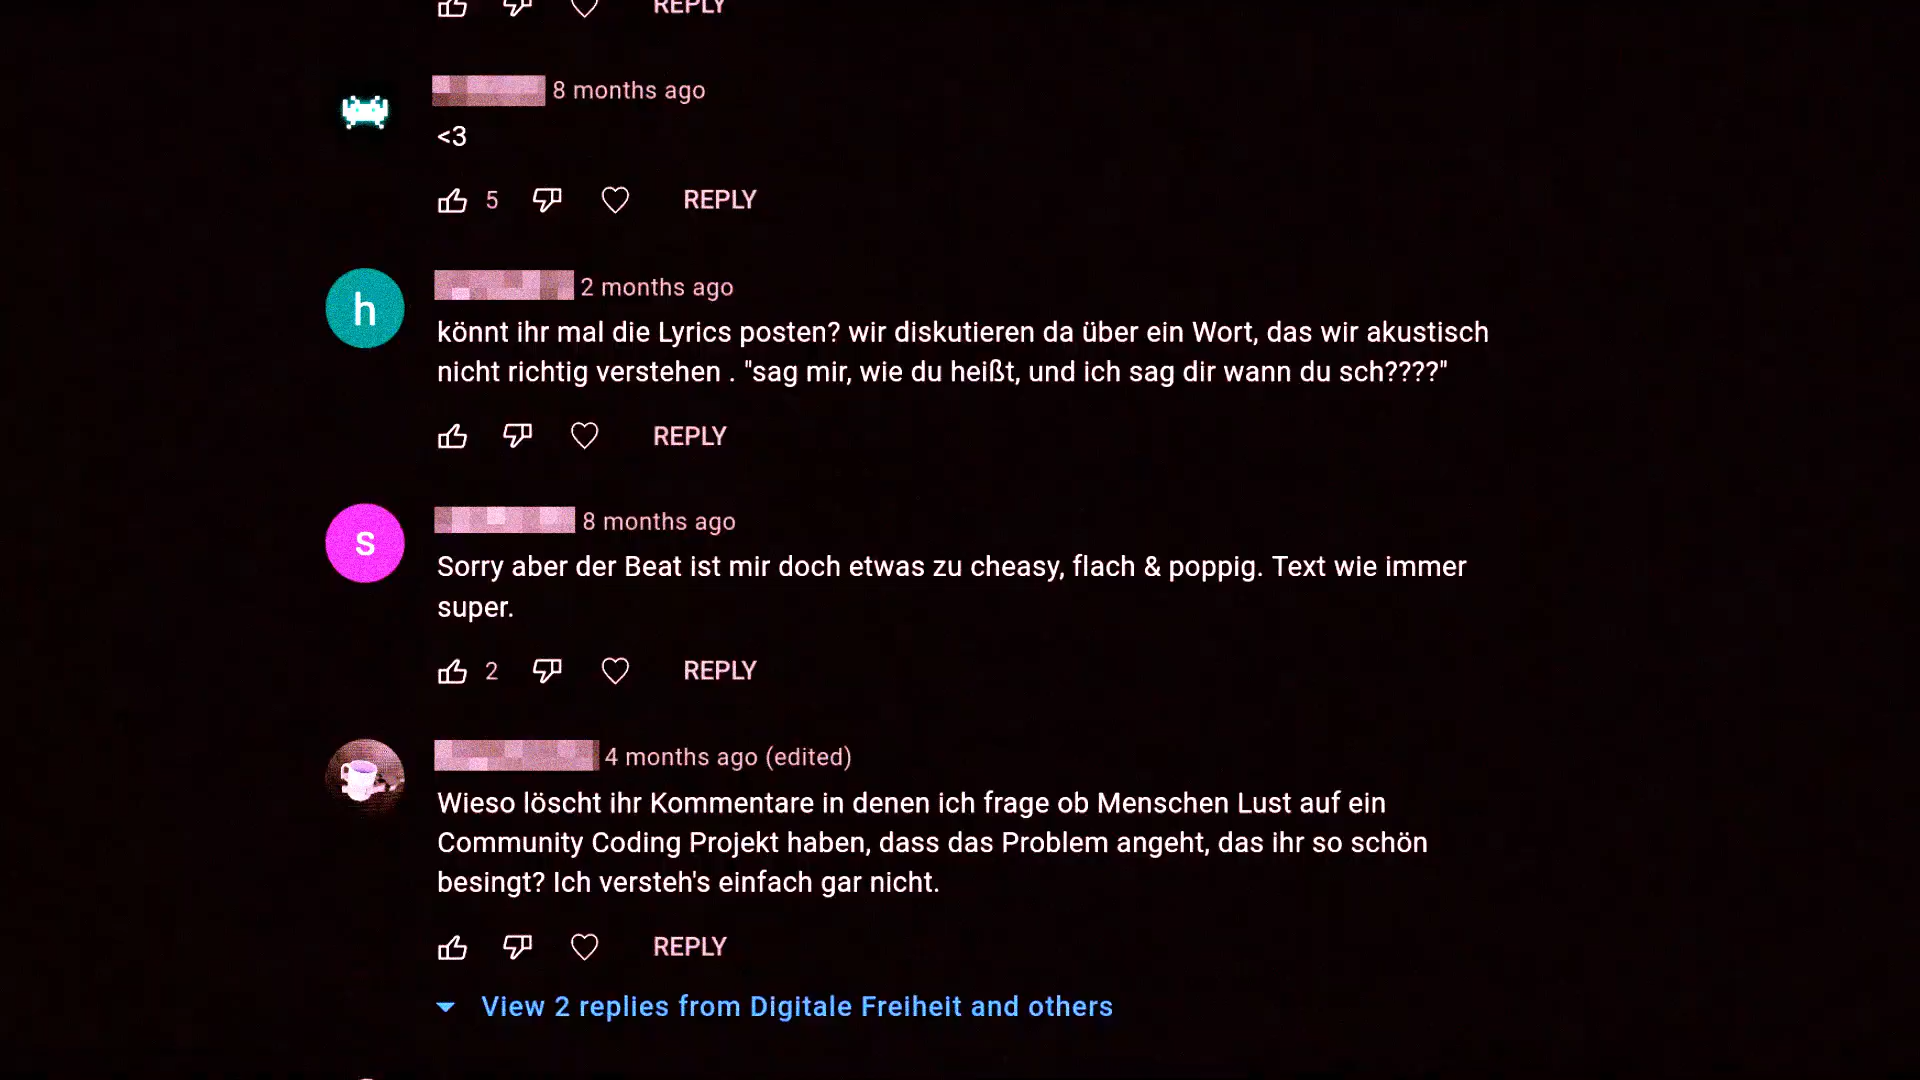 REPLY
8 months ago
<3
5 REPLY
h
2 months ago
könnt ihr mal die Lyrics posten? wir diskutieren da über ein Wort, das wir akustisch
nicht richtig verstehen . "sag mir, wie du heißt, und ich sag dir wann du sch????"
REPLY
s
8 months ago
Sorry aber der Beat ist mir doch etwas zu cheasy, flach & poppig. Text wie immer
super.
2 REPLY
4 months ago (edited)
Wieso löscht ihr Kommentare in denen ich frage ob Menschen Lust auf ein
Community Coding Projekt haben, dass das Problem angeht, das ihr so schön
besingt? Ich versteh's einfach gar nicht.
REPLY
View 2 replies from Digitale Freiheit and others